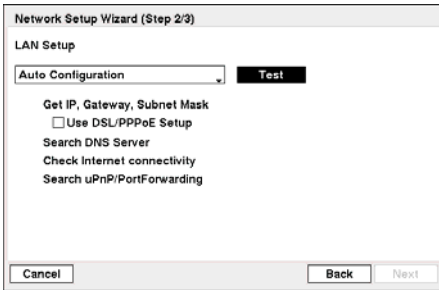 Network Setup Wizard (Step 2/3)
LAN Setup
Auto Configuration
Test
Get IP, Gateway, Subnet Mask
Use DSL/PPPoE Setup
Search DNS Server
Check Internet connectivity
Search uPnP/PortForwarding
Cancel
Back
Next